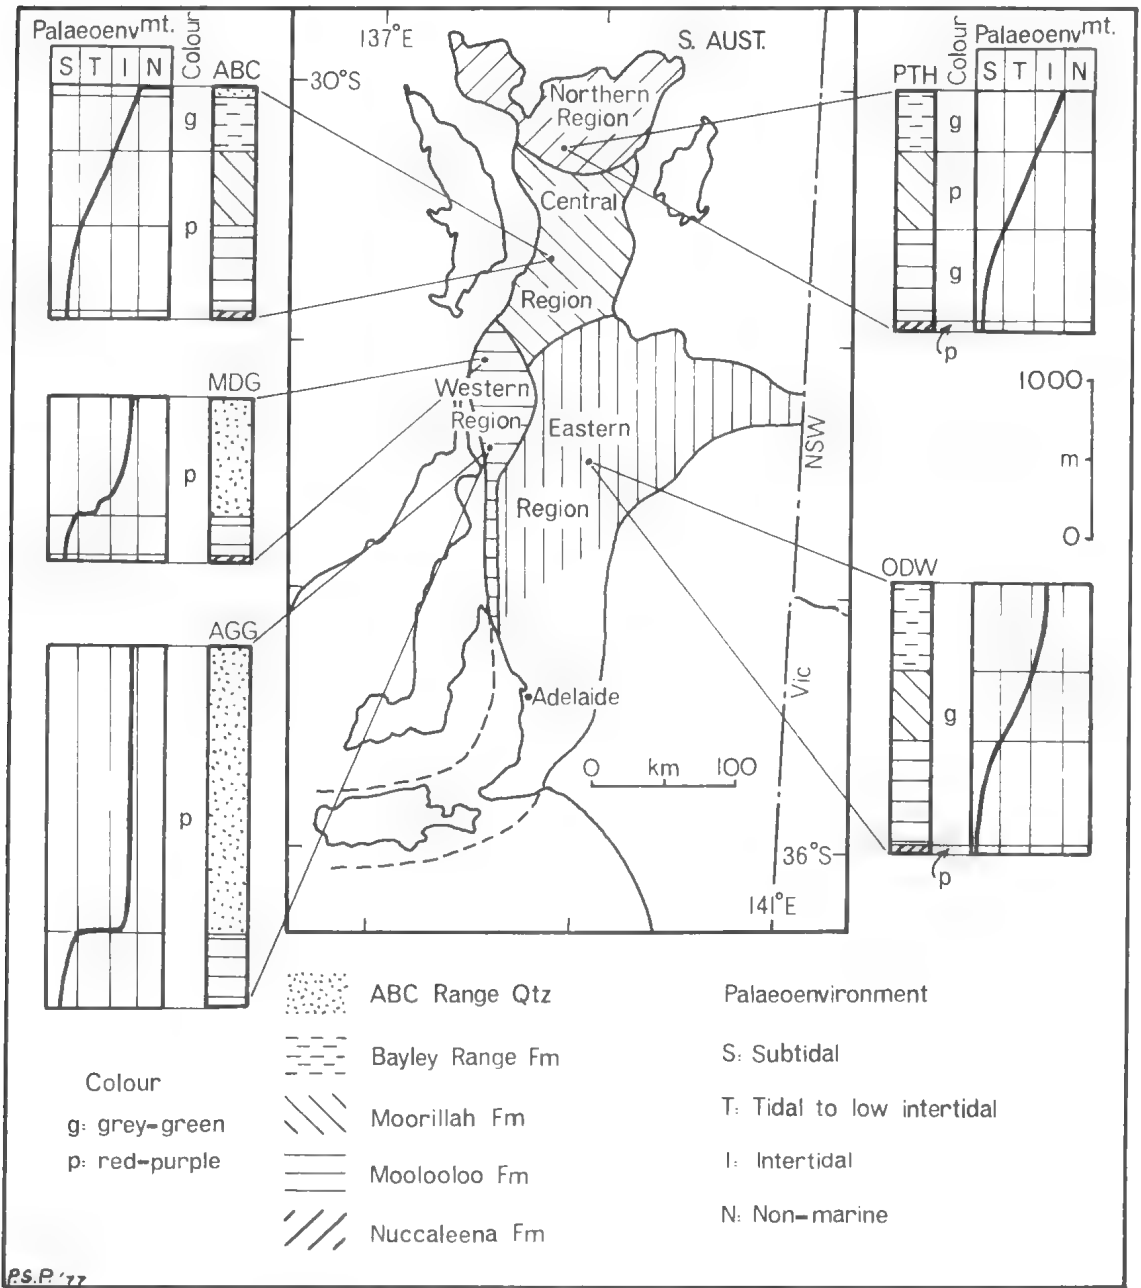 Palaeoenvmt.
S T I N
Colour
ABC
g
p
MDG
p
AGG
p
137°E
S. AUST.
30°S
Northern
Region
Central
Region
Western
Region
Eastern
Region
NSW
Vic
Adelaide
0 km 100
36°S
141°E
PTH
Colour
Palaeoenvmt.
S T I N
g
p
g
p
1000
m
0
ODW
g
p
ABC Range Qtz
Bayley Range Fm
Moorillah Fm
Moolooloo Fm
Nuccaleena Fm
Colour
g: grey-green
p: red-purple
Palaeoenvironment
S: Subtidal
T: Tidal to low intertidal
I: Intertidal
N: Non-marine
P.S.P. '77